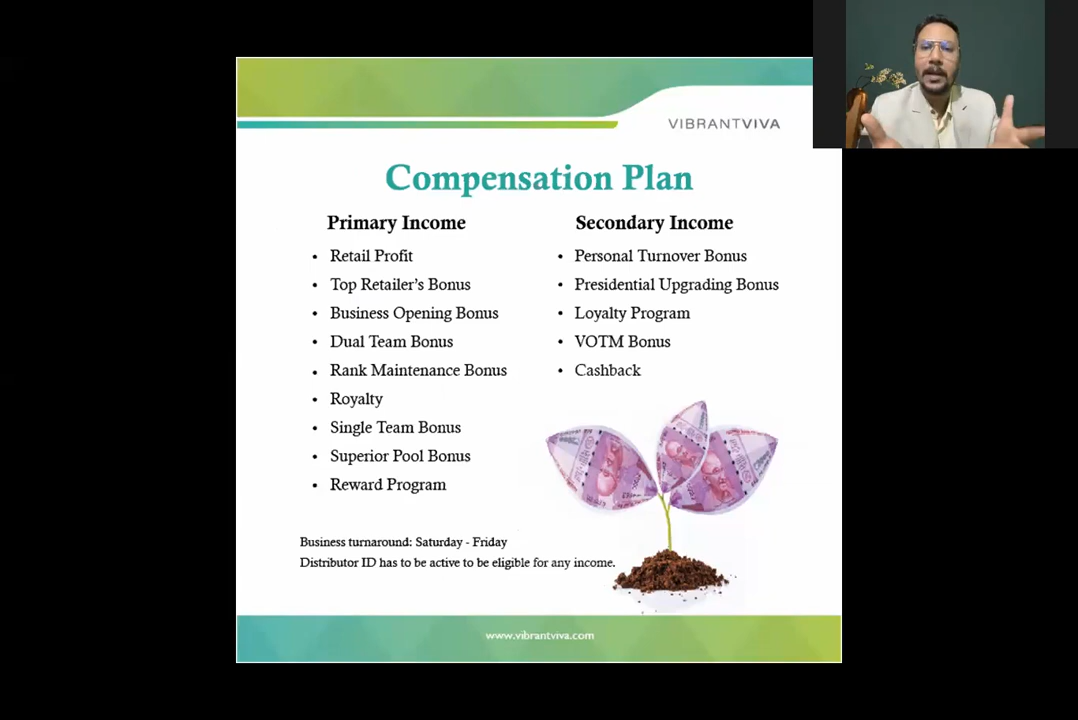 VIBRANTVIVA
Compensation Plan
Primary Income
• Retail Profit
• Top Retailer's Bonus
• Business Opening Bonus
• Dual Team Bonus
• Rank Maintenance Bonus
• Royalty
• Single Team Bonus
• Superior Pool Bonus
• Reward Program
Secondary Income
• Personal Turnover Bonus
• Presidential Upgrading Bonus
• Loyalty Program
• VOTM Bonus
• Cashback
Business turnaround: Saturday - Friday
Distributor ID has to be active to be eligible for any income.
www.vibrantviva.com